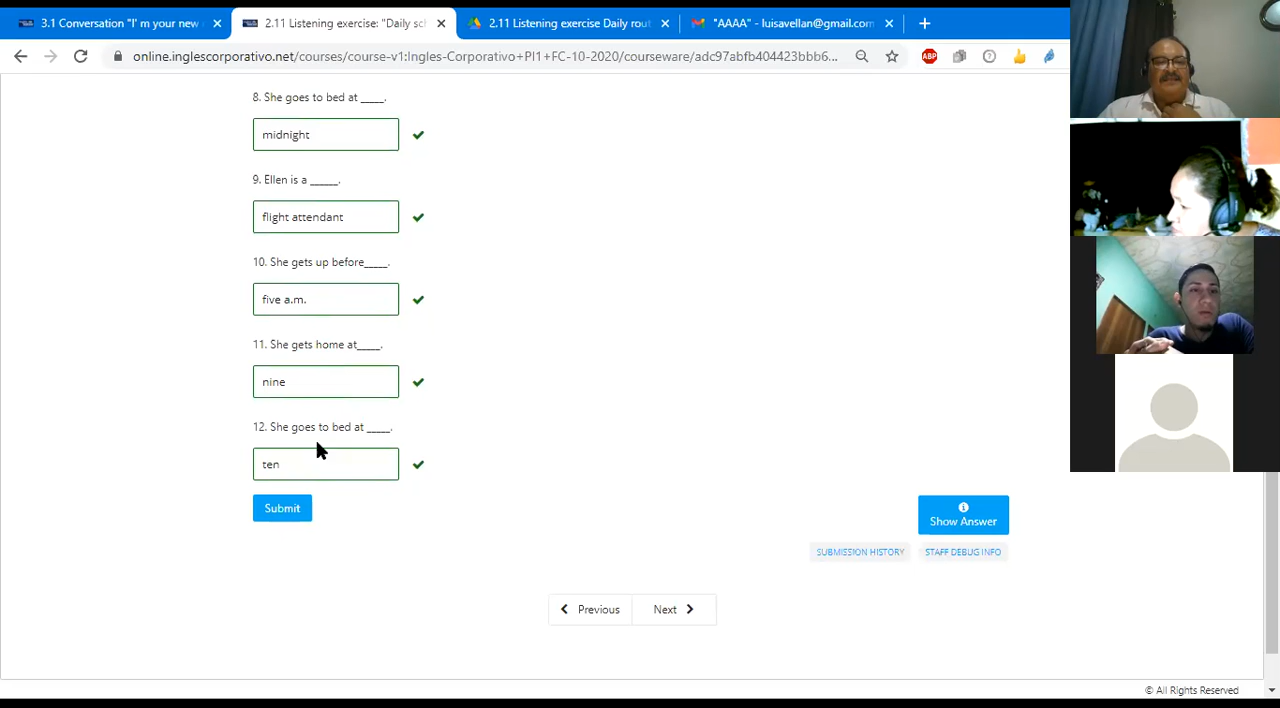 3.1 Conversation "I' m your new
2.11 Listening exercise: "Daily sch
2.11 Listening exercise Daily rout
"AAAA" - luisavellan@gmail.com
online.inglescorporativo.net/courses/course-v1:Ingles-Corporativo+PI1+FC-10-2020/courseware/adc97abfb404423bbb6...
ABP
8. She goes to bed at ____.
midnight
9. Ellen is a _____.
flight attendant
10. She gets up before____.
five a.m.
11. She gets home at____.
nine
12. She goes to bed at ____.
ten
Submit
Show Answer
SUBMISSION HISTORY
STAFF DEBUG INFO
Previous
Next
© All Rights Reserved